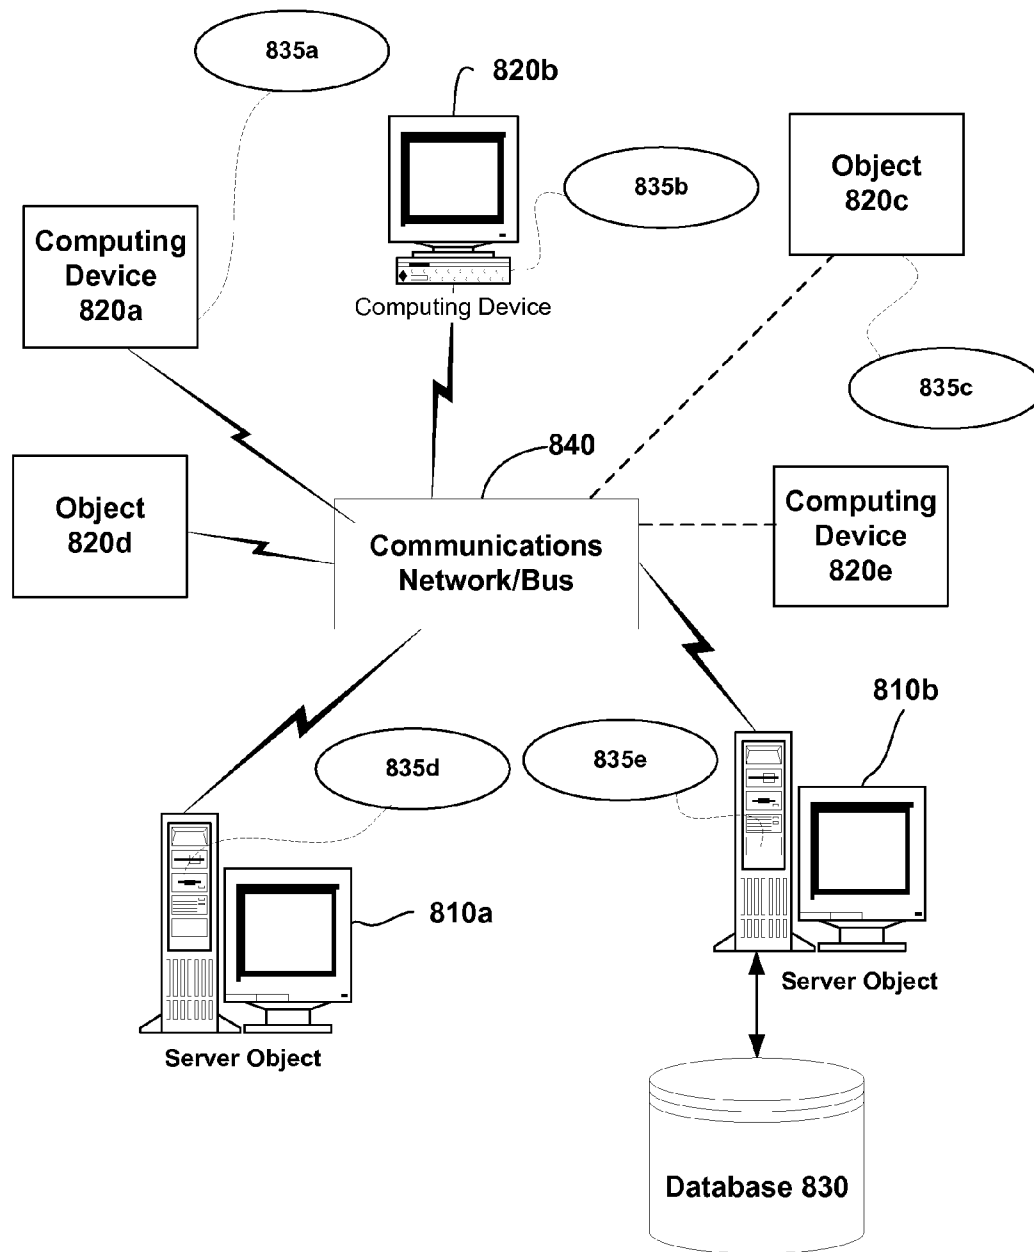 835a
820b
835b
Object
820c
Computing
Device
820a
Computing Device
835c
840
Object
820d
Communications
Network/Bus
Computing
Device
820e
810b
835d
835e
810a
Server Object
Server Object
Database 830